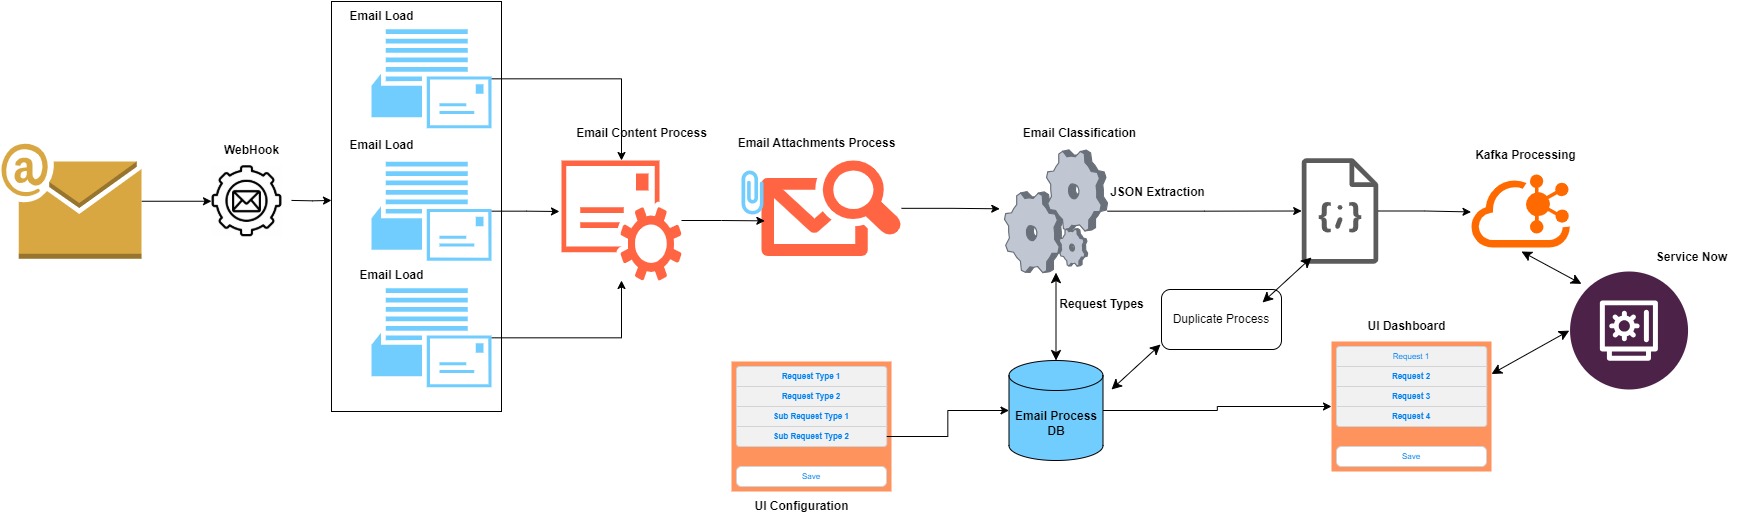 Email Load
Email Load
Email Load
WebHook
@
Email Content Process
Email Attachments Process
Email Classification
JSON Extraction
{;}
Kafka Processing
Service Now
Request Types
Duplicate Process
Email Process
DB
Request Type 1
Request Type 2
Sub Request Type 1
Sub Request Type 2
Save
UI Configuration
UI Dashboard
Request 1
Request 2
Request 3
Request 4
Save